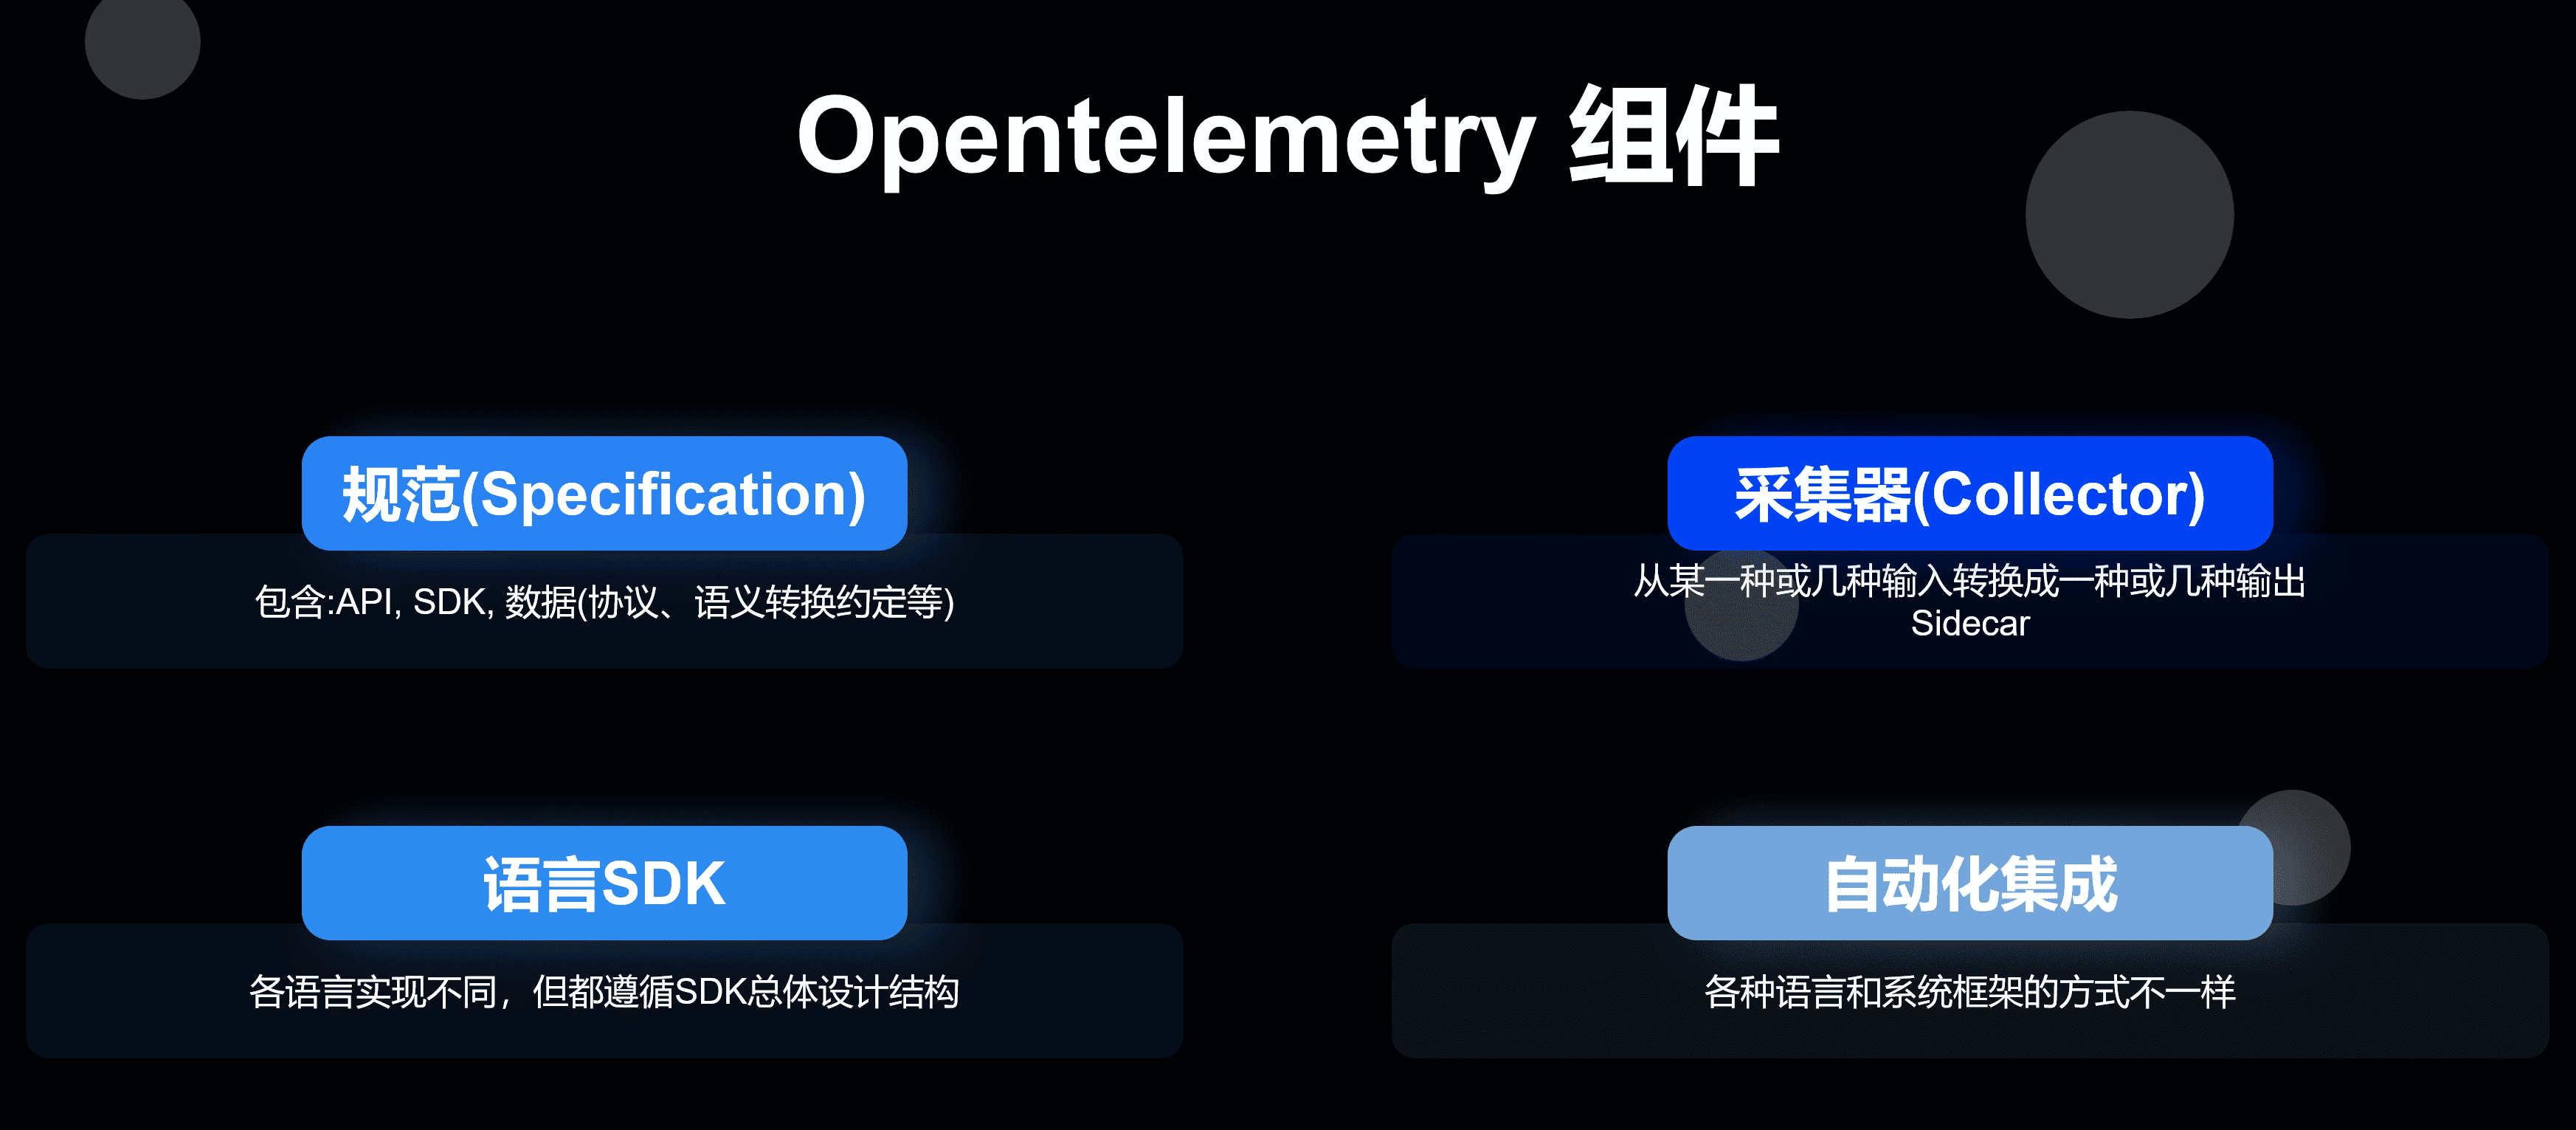 Opentelemetry 组件
规范(Specification)
包含:API, SDK, 数据(协议、语义转换约定等)
采集器(Collector)
从某一种或几种输入转换成一种或几种输出
Sidecar
语言SDK
各语言实现不同，但都遵循SDK总体设计结构
自动化集成
各种语言和系统框架的方式不一样